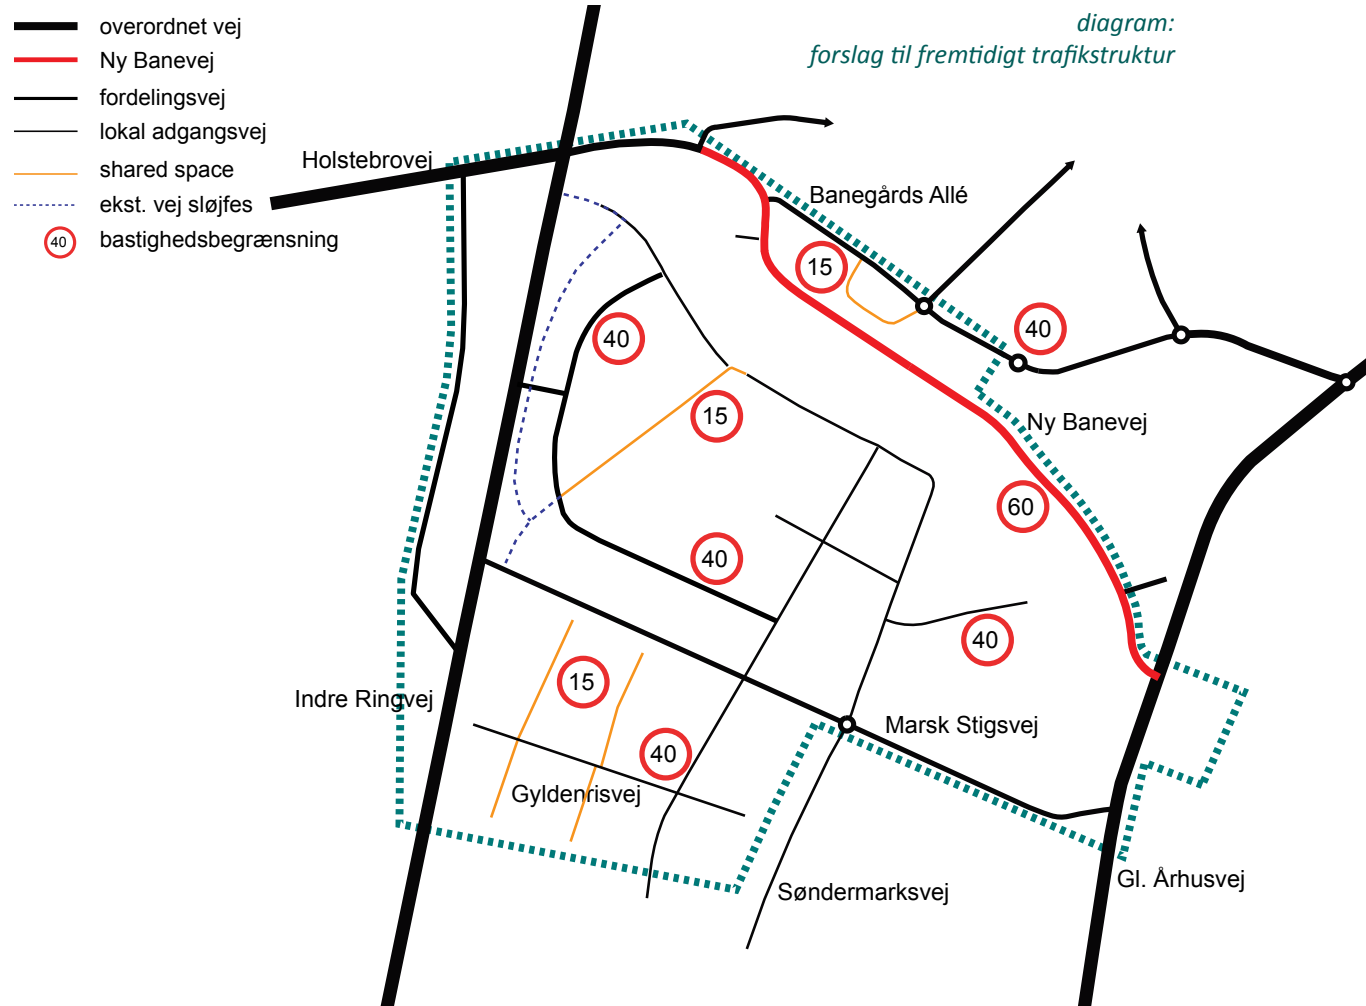 overordnet vej
Ny Banevej
fordelingsvej
lokal adgangsvej
shared space
ekst. vej sløjfes
40 bastighedsbegrænsning
diagram:
forslag til fremtidigt trafikstruktur
Holstebrovej
Banegårds Allé
15
40
40
15
Ny Banevej
60
40
40
15
Indre Ringvej
Marsk Stigsvej
40
Gyldenrisvej
Søndermarksvej
Gl. Århusvej